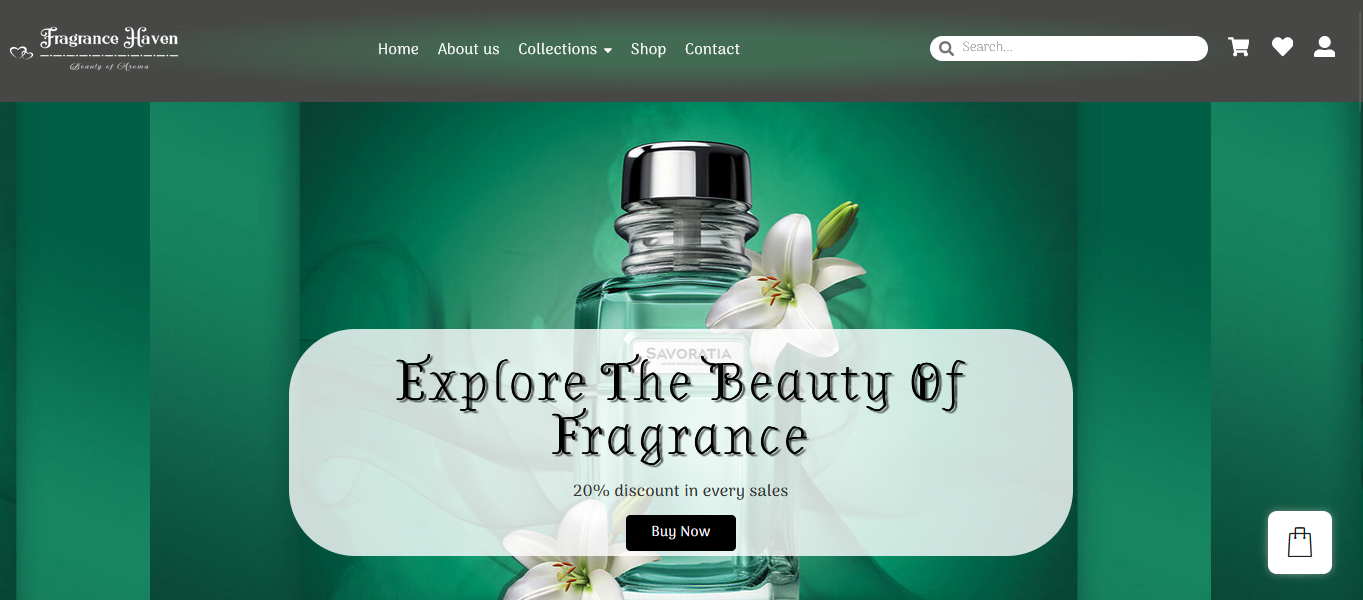 Fragrance Haven
Beauty of Aroma
Home About us Collections Shop Contact
Search...
SAVORATIA
Explore The Beauty Of
Fragrance
20% discount in every sales
Buy Now